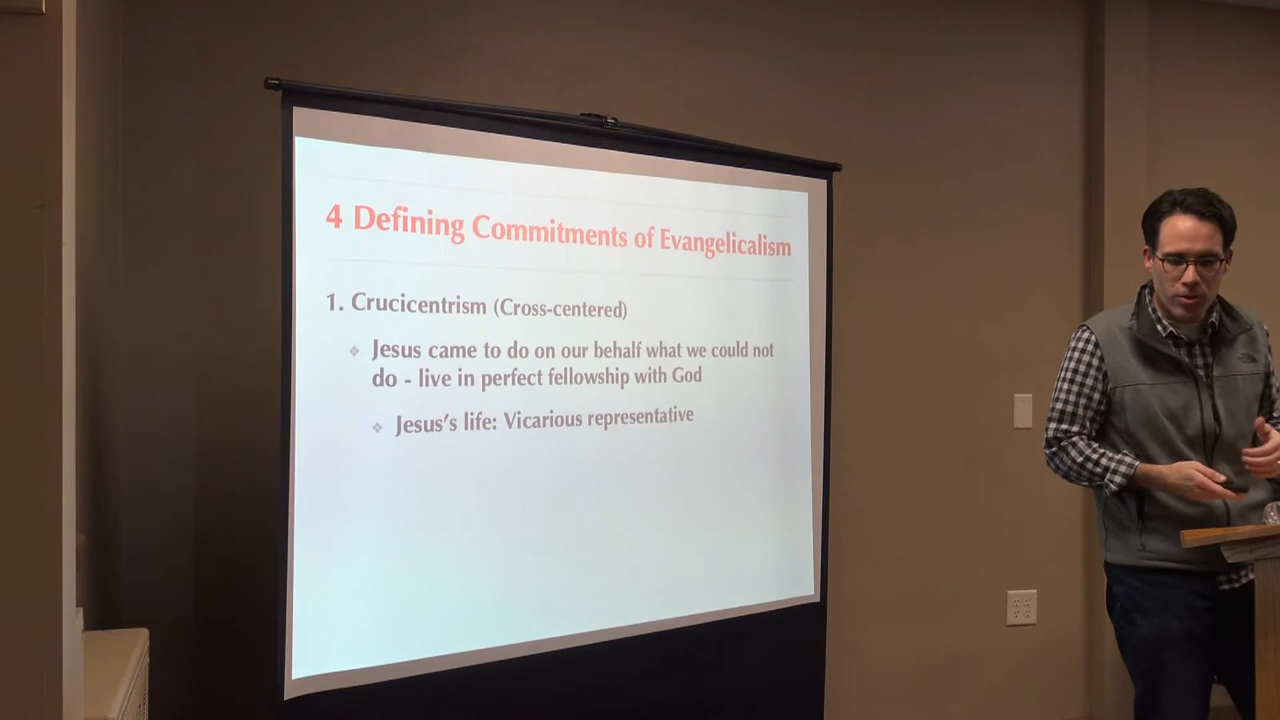 4 Defining Commitments of Evangelicalism
1. Crucicentrism (Cross-centered)
Jesus came to do on our behalf what we could not
do - live in perfect fellowship with God
Jesus's life: Vicarious representative